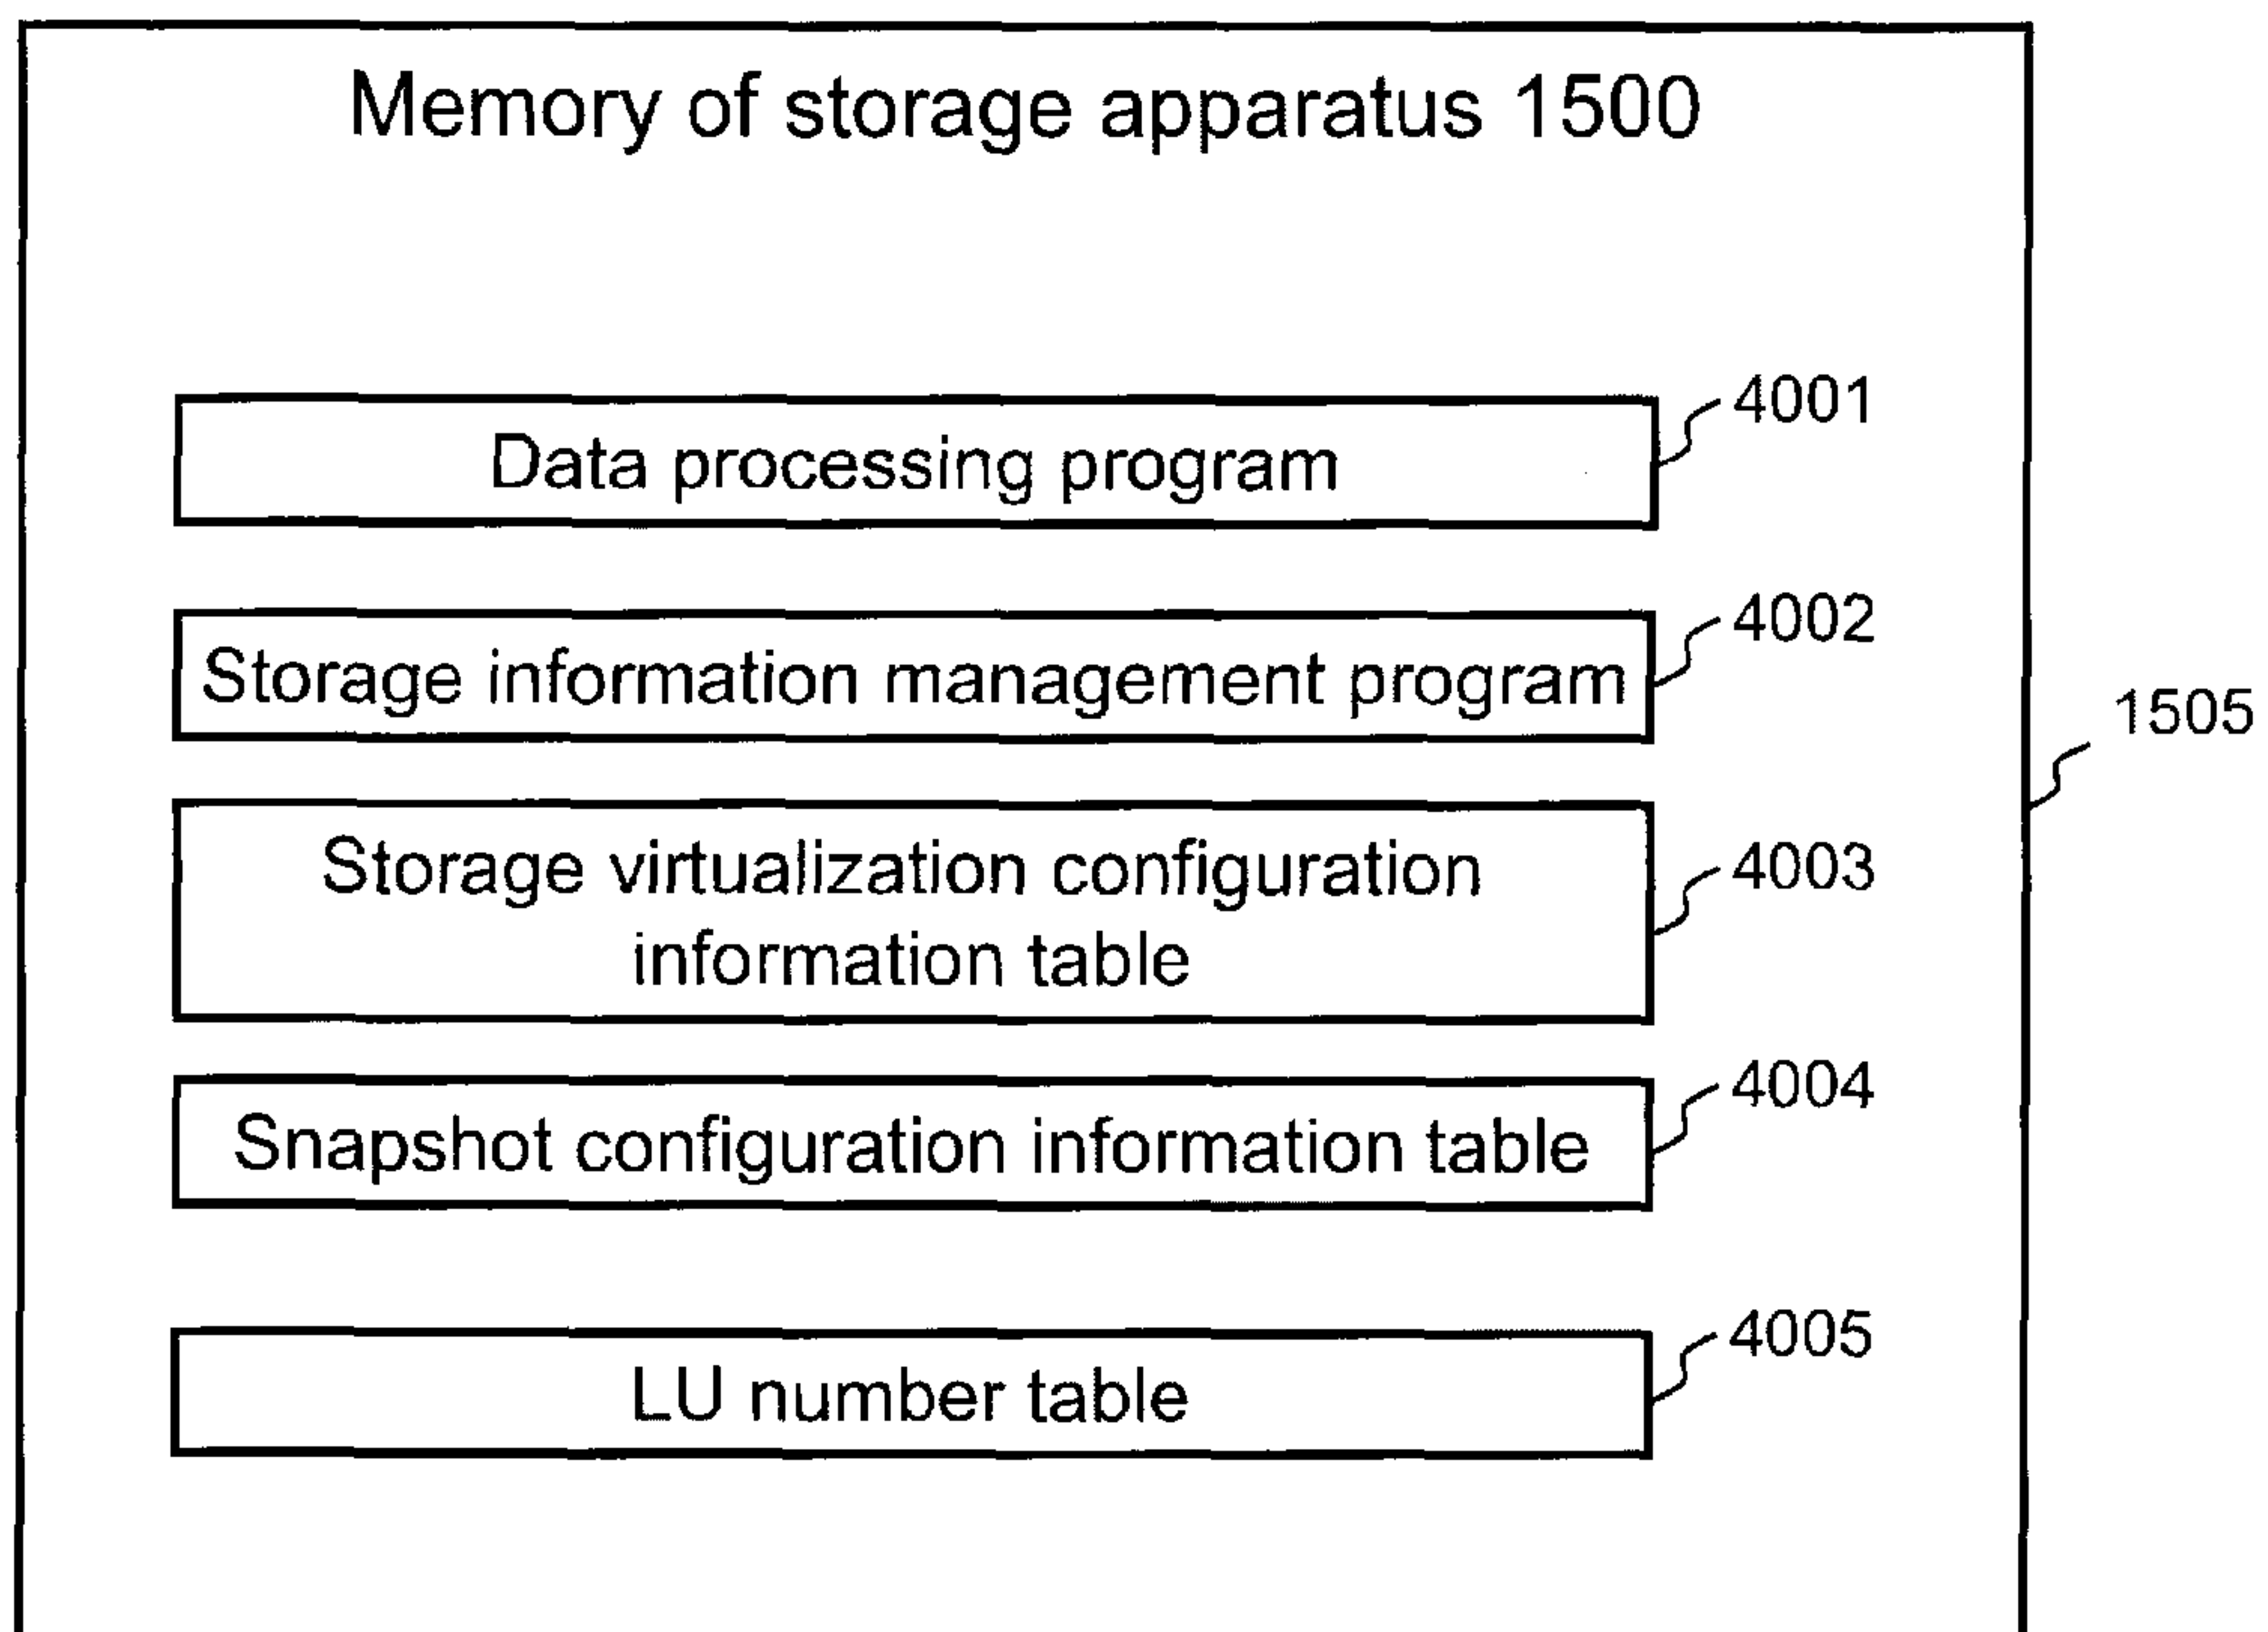 Memory of storage apparatus 1500
4001
Data processing program
4002
Storage information management program
1505
Storage virtualization configuration
information table
4003
Snapshot configuration information table
4004
LU number table
4005